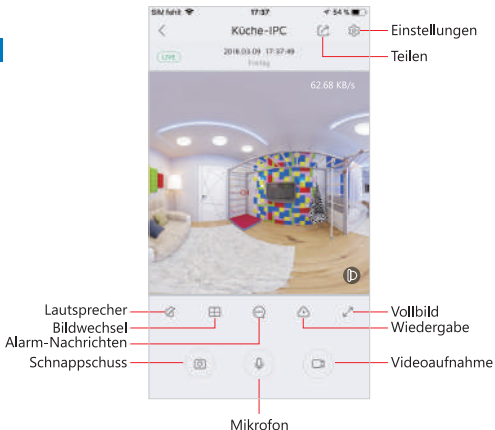 SIM fehlt 17:37 54 %
Küche-IPC
Einstellungen
Teilen
LIVE
2018.03.09 17:37:49
Freitag
62.68 KB/s
Lautsprecher
Bildwechsel
Alarm-Nachrichten
Schnappschuss
Vollbild
Wiedergabe
Videoaufnahme
Mikrofon